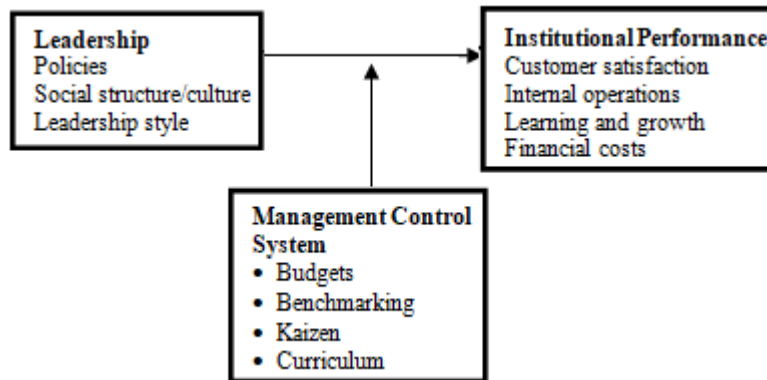 Leadership
Policies
Social structure/culture
Leadership style
Institutional Performance
Customer satisfaction
Internal operations
Learning and growth
Financial costs
Management Control
System
• Budgets
• Benchmarking
• Kaizen
• Curriculum